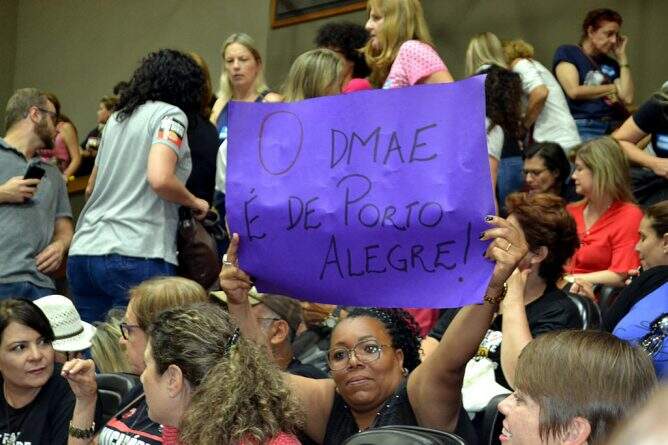 O DMAE
É DE PORTO
ALEGRE!